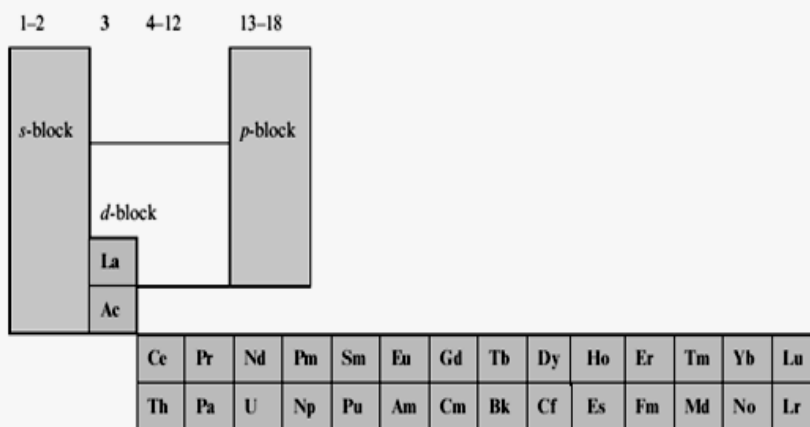 1–2 3 4–12 13–18
s-block p-block
d-block
La
Ac
Ce Pr Nd Pm Sm Eu Gd Tb Dy Ho Er Tm Yb Lu
Th Pa U Np Pu Am Cm Bk Cf Es Fm Md No Lr